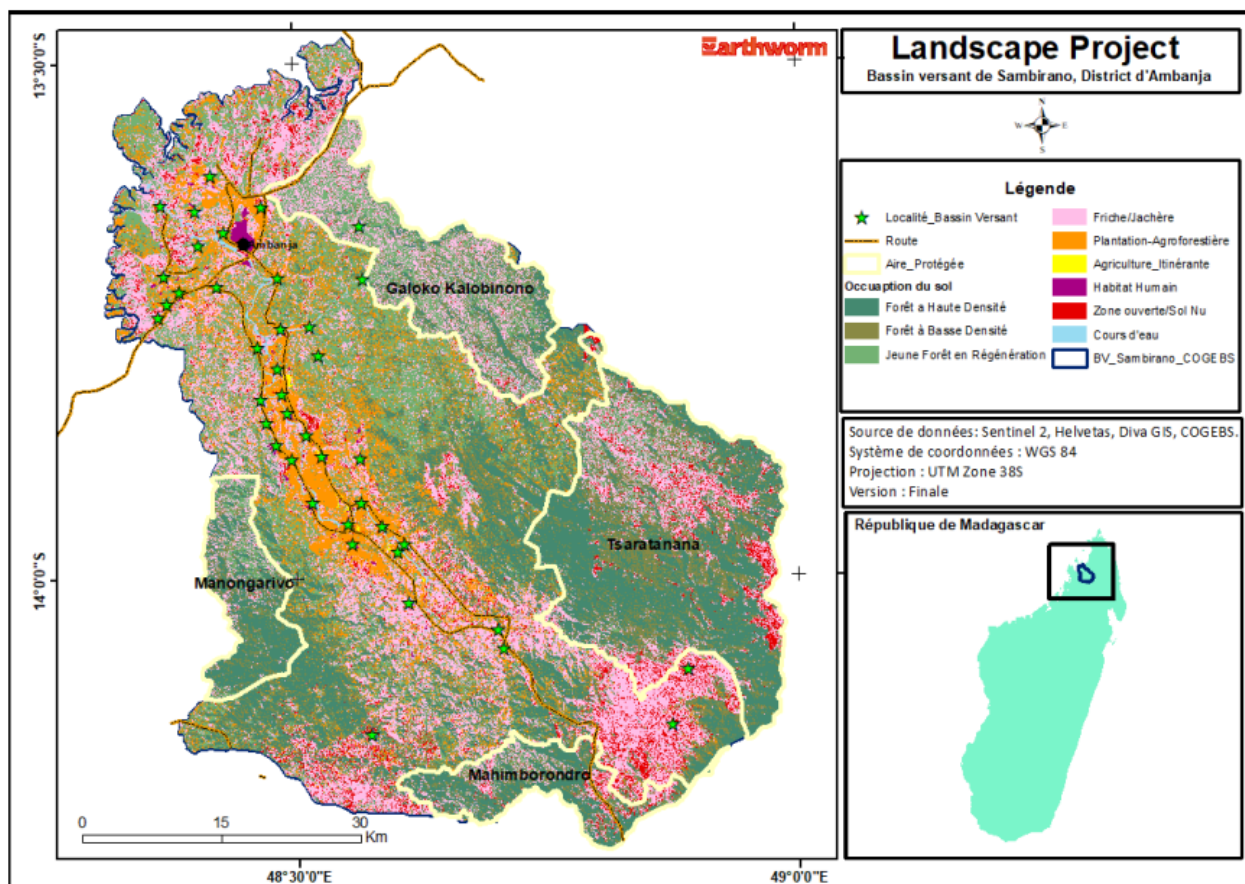 Earthworm
Landscape Project
Bassin versant de Sambirano, District d'Ambanja
N
W E
S
Légende
Localité_Bassin Versant
Route
Aire_Protégée
Occuaption du sol
Forêt a Haute Densité
Forêt à Basse Densité
Jeune Forêt en Régénération
Friche/Jachère
Plantation-Agroforestière
Agriculture_Itinérante
Habitat Humain
Zone ouverte/Sol Nu
Cours d'eau
BV_Sambirano_COGEBS
Source de données: Sentinel 2, Helvetas, Diva GIS, COGEBS.
Système de coordonnées : WGS 84
Projection : UTM Zone 38S
Version : Finale
République de Madagascar
13°30'0"S
14°0'0"S
Ambanja
Galoko Kalobinono
Tsaratanana
Manongarivo
Mahimborondro
0 15 30
Km
48°30'0"E 49°0'0"E